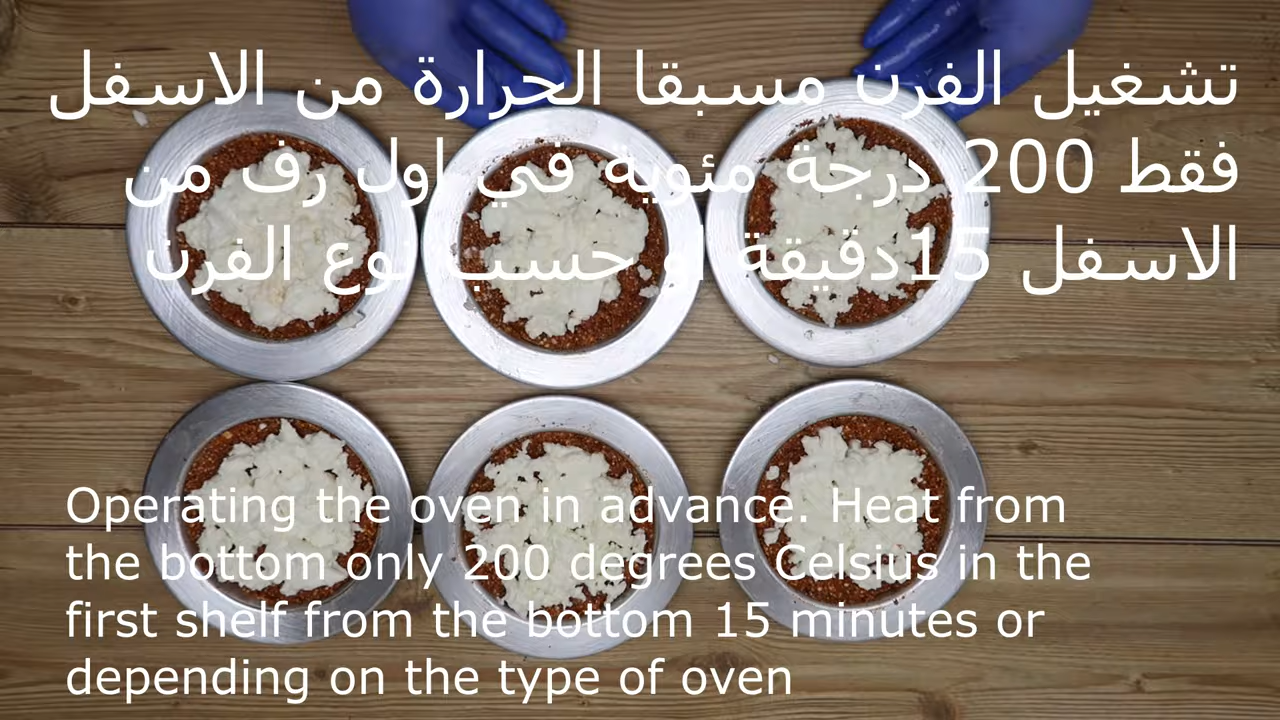 تشغيل الفرن مسبقا الحرارة من الاسفل
فقط 200 درجة مئوية في اول رف من
الاسفل 15دقيقة او حسب نوع الفرن
Operating the oven in advance. Heat from
the bottom only 200 degrees Celsius in the
first shelf from the bottom 15 minutes or
depending on the type of oven